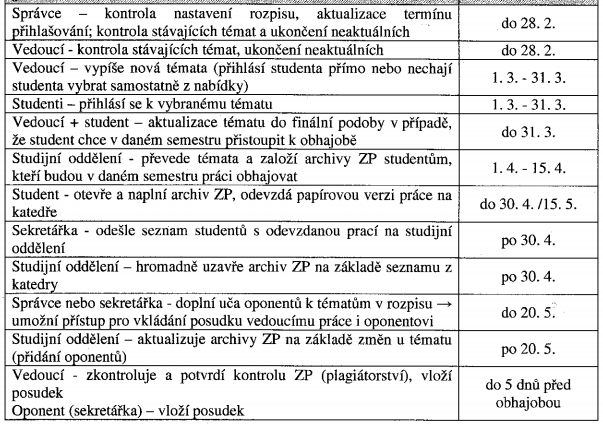 Správce – kontrola nastavení rozpisu, aktualizace termínu
přihlašování; kontrola stávajících témat a ukončení neaktuálních
do 28. 2.
Vedoucí - kontrola stávajících témat, ukončení neaktuálních
do 28. 2.
Vedoucí – vypíše nová témata (přihlásí studenta přímo nebo nechají
studenta vybrat samostatně z nabídky)
1. 3. - 31. 3.
Studenti – přihlásí se k vybranému tématu
1. 3. - 31. 3.
Vedoucí + student – aktualizace tématu do finální podoby v případě,
že student chce v daném semestru přistoupit k obhajobě
do 31. 3.
Studijní oddělení - převede témata a založí archivy ZP studentům,
kteří budou v daném semestru práci obhajovat
1. 4. - 15. 4.
Student - otevře a naplní archiv ZP, odevzdá papírovou verzi práce na
katedře
do 30. 4. /15. 5.
Sekretářka - odešle seznam studentů s odevzdanou prací na studijní
oddělení
po 30. 4.
Studijní oddělení – hromadně uzavře archiv ZP na základě seznamu z
katedry
po 30. 4.
Správce nebo sekretářka - doplní uča oponentů k tématům v rozpisu →
umožní přístup pro vkládání posudku vedoucímu práce i oponentovi
do 20. 5.
Studijní oddělení – aktualizuje archivy ZP na základě změn u tématu
(přidání oponentů)
po 20. 5.
Vedoucí - zkontroluje a potvrdí kontrolu ZP (plagiátorství), vloží
posudek
Oponent (sekretářka) – vloží posudek
do 5 dnů před
obhajobou